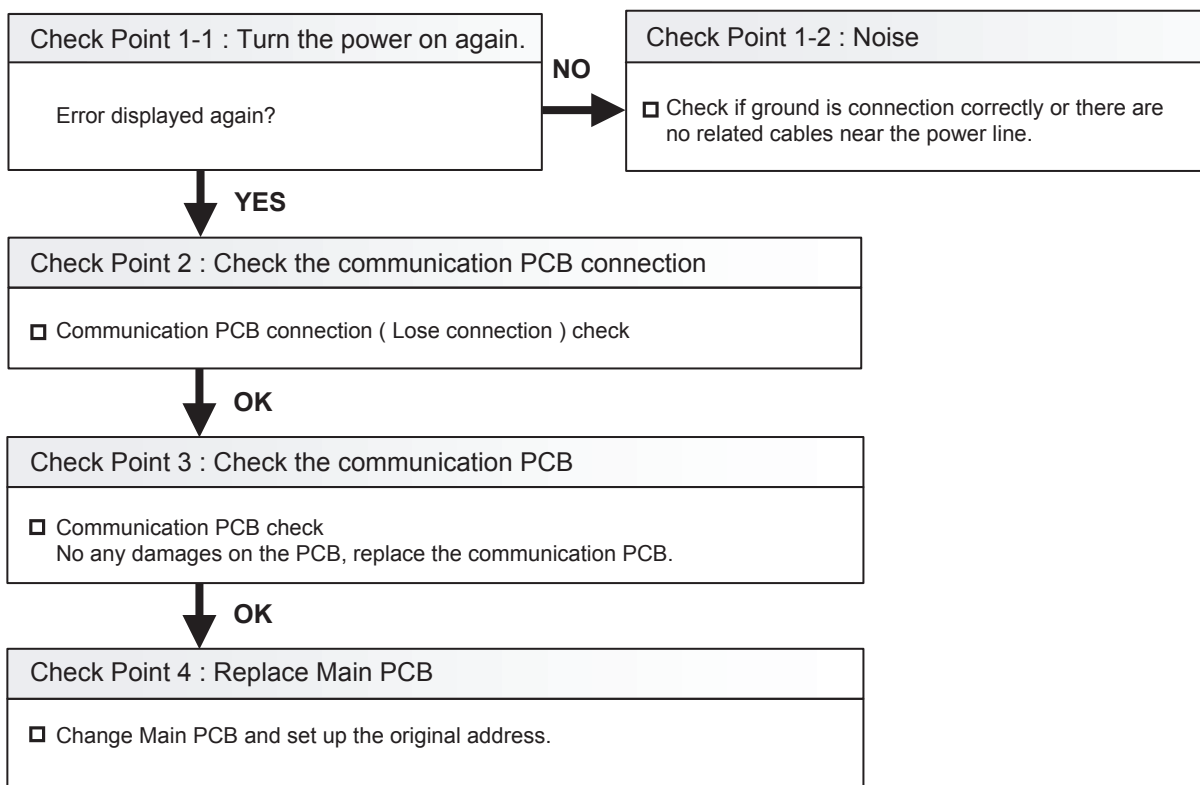 Check Point 1-1 : Turn the power on again.
Error displayed again?
NO
Check Point 1-2 : Noise
Check if ground is connection correctly or there are
no related cables near the power line.
YES
Check Point 2 : Check the communication PCB connection
Communication PCB connection ( Lose connection ) check
OK
Check Point 3 : Check the communication PCB
Communication PCB check
No any damages on the PCB, replace the communication PCB.
OK
Check Point 4 : Replace Main PCB
Change Main PCB and set up the original address.